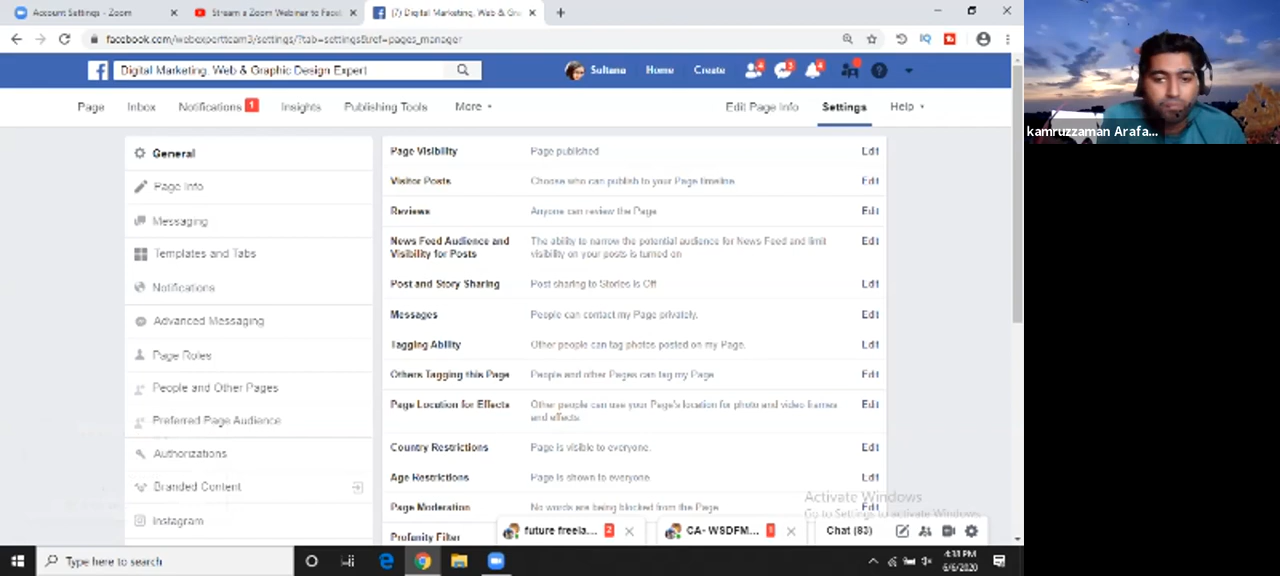 Account Settings - Zoom
Stream a Zoom Webinar to Faceb
(7) Digital Marketing, Web & Gra
facebook.com/webexpertteam3/settings/?tab=settings&ref=pages_manager
Digital Marketing, Web & Graphic Design Expert
Sultana
Home
Create
Page
Inbox
Notifications 1
Insights
Publishing Tools
More
Edit Page Info
Settings
Help
General
Page Info
Messaging
Templates and Tabs
Notifications
Advanced Messaging
Page Roles
People and Other Pages
Preferred Page Audience
Authorizations
Branded Content
Instagram
Page Visibility Page published Edit
Visitor Posts Choose who can publish to your Page timeline Edit
Reviews Anyone can review the Page Edit
News Feed Audience and The ability to narrow the potential audience for News Feed and limit Edit
Visibility for Posts visibility on your posts is turned on
Post and Story Sharing Post sharing to Stories is Off Edit
Messages People can contact my Page privately. Edit
Tagging Ability Other people can tag photos posted on my Page. Edit
Others Tagging this Page People and other Pages can tag my Page Edit
Page Location for Effects Other people can use your Page's location for photo and video frames Edit
and effects.
Country Restrictions Page is visible to everyone. Edit
Age Restrictions Page is shown to everyone Edit
Page Moderation No words are being blocked from the Page Edit
Profanity Filter
Activate Windows
Go to Settings to activate Windows.
future freela... 2
CA- WSDFM... 1
Chat (83)
Type here to search
4:33 PM
6/6/2020
kamruzzaman Arafa...